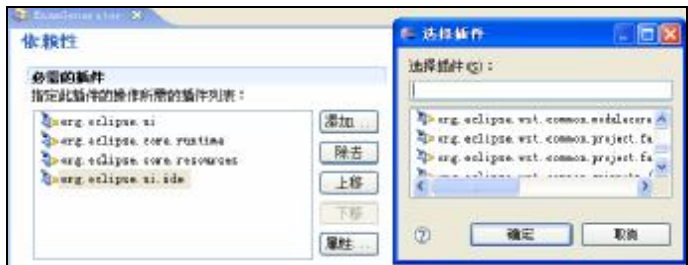 ExamGenerator
依赖性
必需的插件
指定此插件的操作所需的插件列表：
org.eclipse.ui
org.eclipse.core.runtime
org.eclipse.core.resources
org.eclipse.ui.ide
添加...
除去
上移
下移
属性...
选择插件
选择插件(S)：
org.eclipse.wst.common.modulecore
org.eclipse.wst.common.project.fa
org.eclipse.wst.common.project.fa
确定
取消